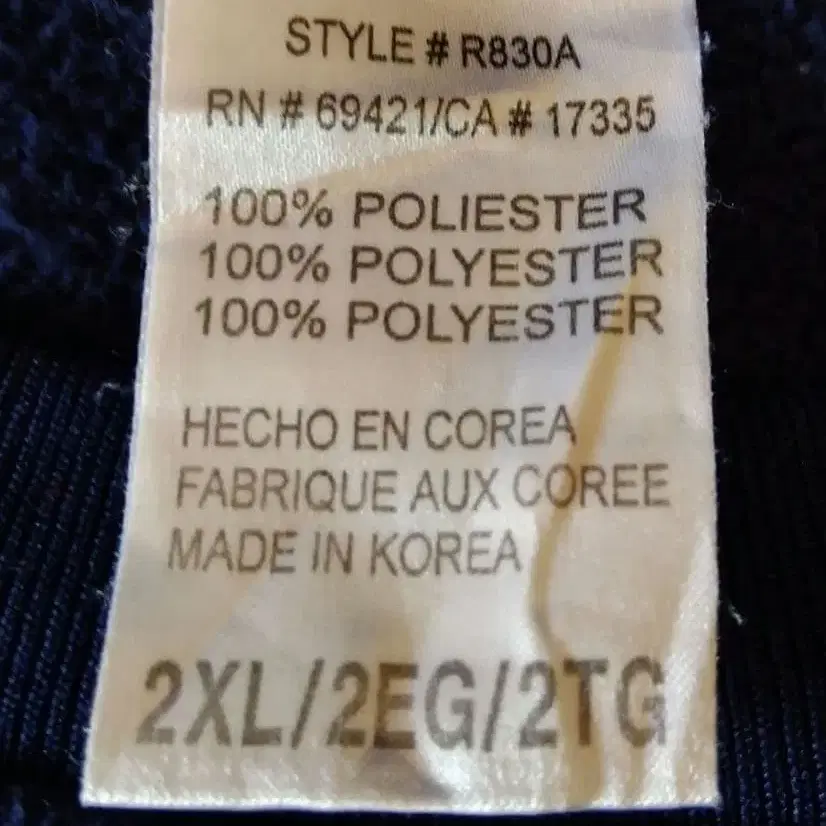 STYLE # R830A
RN # 69421/CA # 17335
100% POLIESTER
100% POLYESTER
100% POLYESTER
HECHO EN COREA
FABRIQUE AUX COREE
MADE IN KOREA
2XL/2EG/2TG